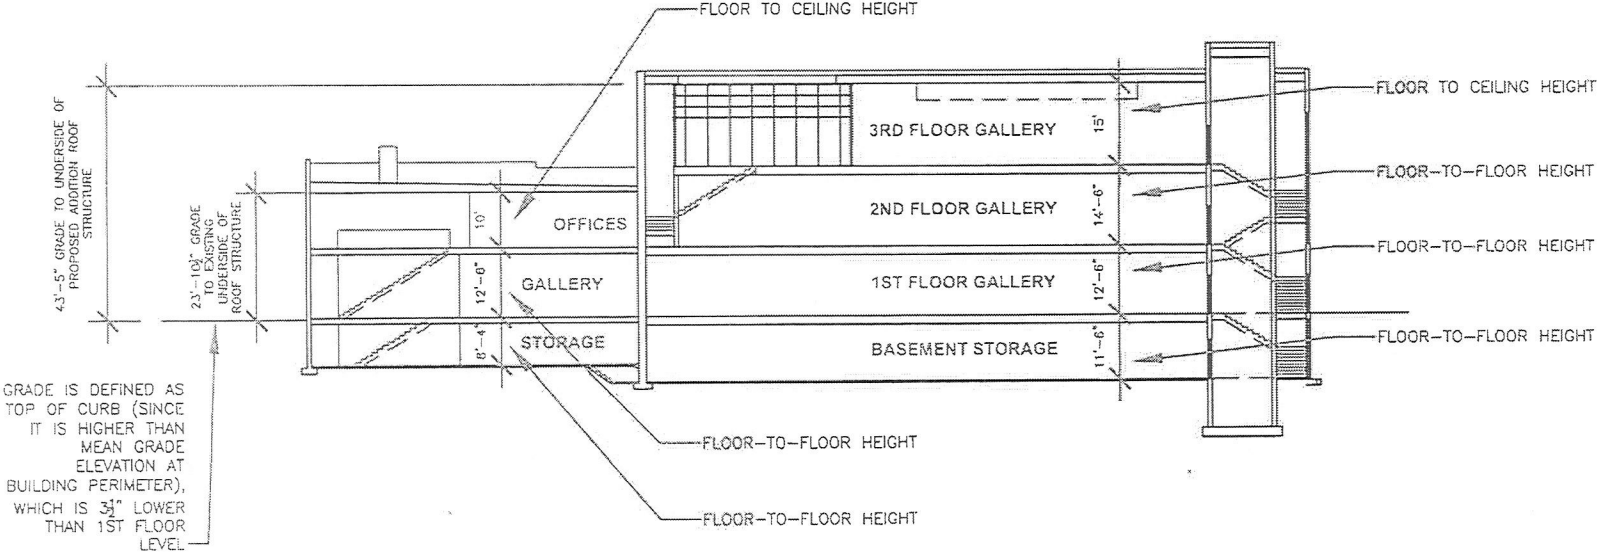 FLOOR TO CEILING HEIGHT
FLOOR TO CEILING HEIGHT
FLOOR-TO-FLOOR HEIGHT
FLOOR-TO-FLOOR HEIGHT
FLOOR-TO-FLOOR HEIGHT
3RD FLOOR GALLERY
15'
2ND FLOOR GALLERY
14'-6"
1ST FLOOR GALLERY
12'-6"
BASEMENT STORAGE
11'-6"
OFFICES
10'
GALLERY
12'-6"
STORAGE
8'-4"
43'-5" GRADE TO UNDERSIDE OF
PROPOSED ADDITION ROOF
STRUCTURE
23'-10½" GRADE
TO EXISTING
UNDERSIDE OF
ROOF STRUCTURE
GRADE IS DEFINED AS
TOP OF CURB (SINCE
IT IS HIGHER THAN
MEAN GRADE
ELEVATION AT
BUILDING PERIMETER),
WHICH IS 3½" LOWER
THAN 1ST FLOOR
LEVEL
FLOOR-TO-FLOOR HEIGHT
FLOOR-TO-FLOOR HEIGHT